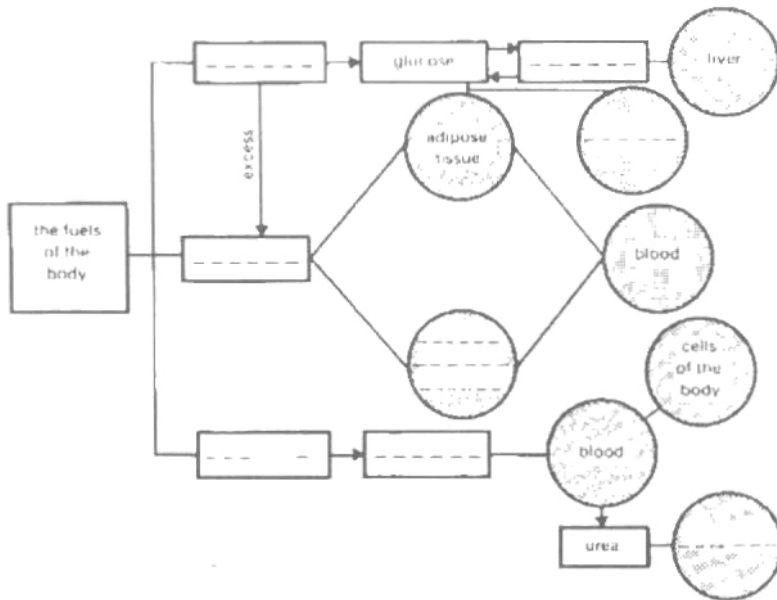 glucose
liver
adipose
tissue
excess
the fuels
of the
body
blood
cells
of the
body
blood
urea